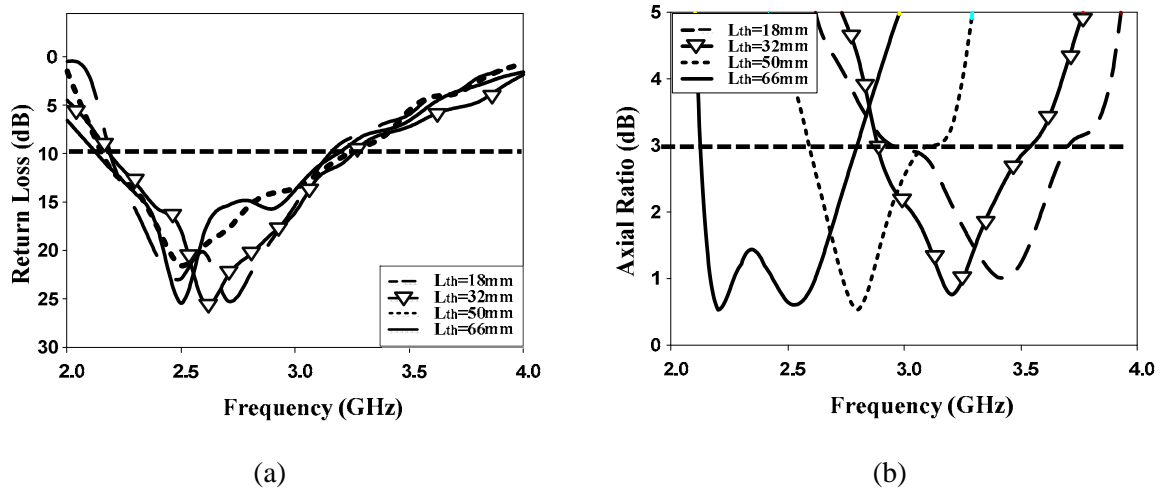 0
5
10
15
20
25
30
Return Loss (dB)
2.0 2.5 3.0 3.5 4.0
Frequency (GHz)
Lth=18mm
Lth=32mm
Lth=50mm
Lth=66mm
(a)
5
4
3
2
1
0
Axial Ratio (dB)
2.0 2.5 3.0 3.5 4.0
Frequency (GHz)
Lth=18mm
Lth=32mm
Lth=50mm
Lth=66mm
(b)